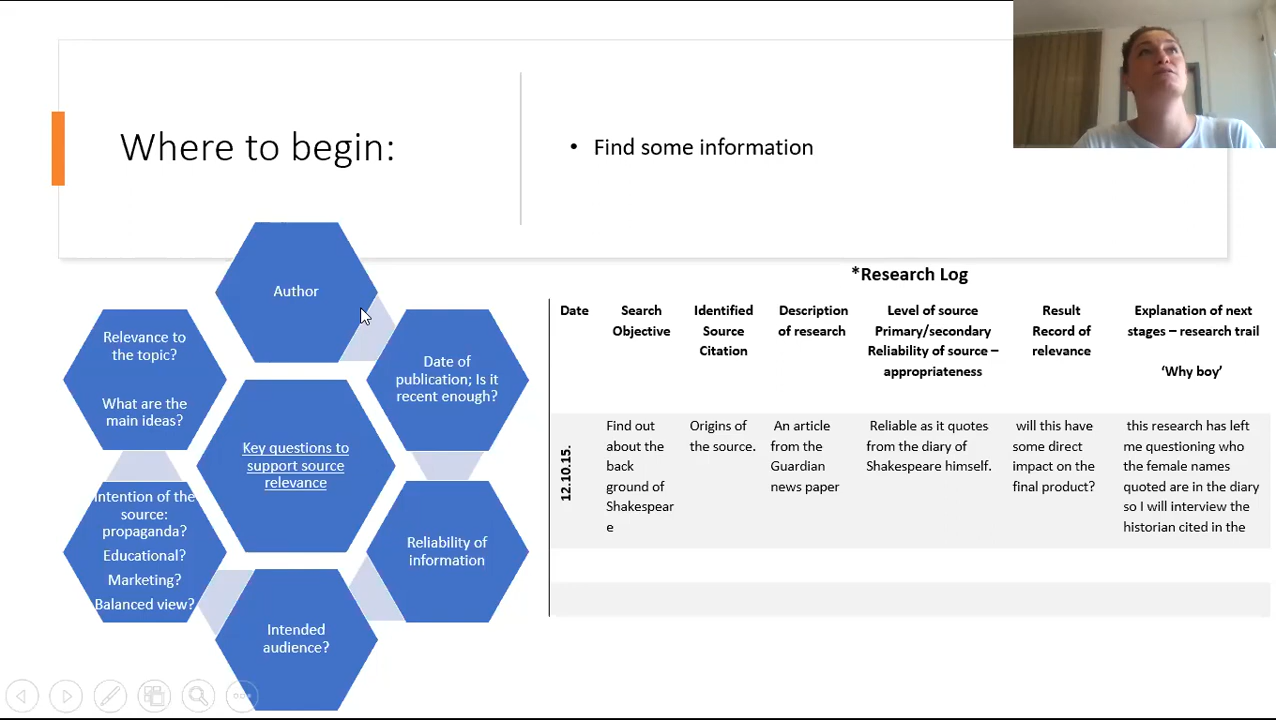 Where to begin:
• Find some information
Author
Relevance to
the topic?
What are the
main ideas?
Date of
publication; Is it
recent enough?
Key questions to
support source
relevance
Intention of the
source:
propaganda?
Educational?
Marketing?
Balanced view?
Reliability of
information
Intended
audience?
*Research Log
Date
Search
Objective
Identified
Source
Citation
Description
of research
Level of source
Primary/secondary
Reliability of source –
appropriateness
Result
Record of
relevance
Explanation of next
stages – research trail
‘Why boy’
12.10.15.
Find out
about the
back
ground of
Shakespear
e
Origins of
the source.
An article
from the
Guardian
news paper
Reliable as it quotes
from the diary of
Shakespeare himself.
will this have
some direct
impact on the
final product?
this research has left
me questioning who
the female names
quoted are in the diary
so I will interview the
historian cited in the